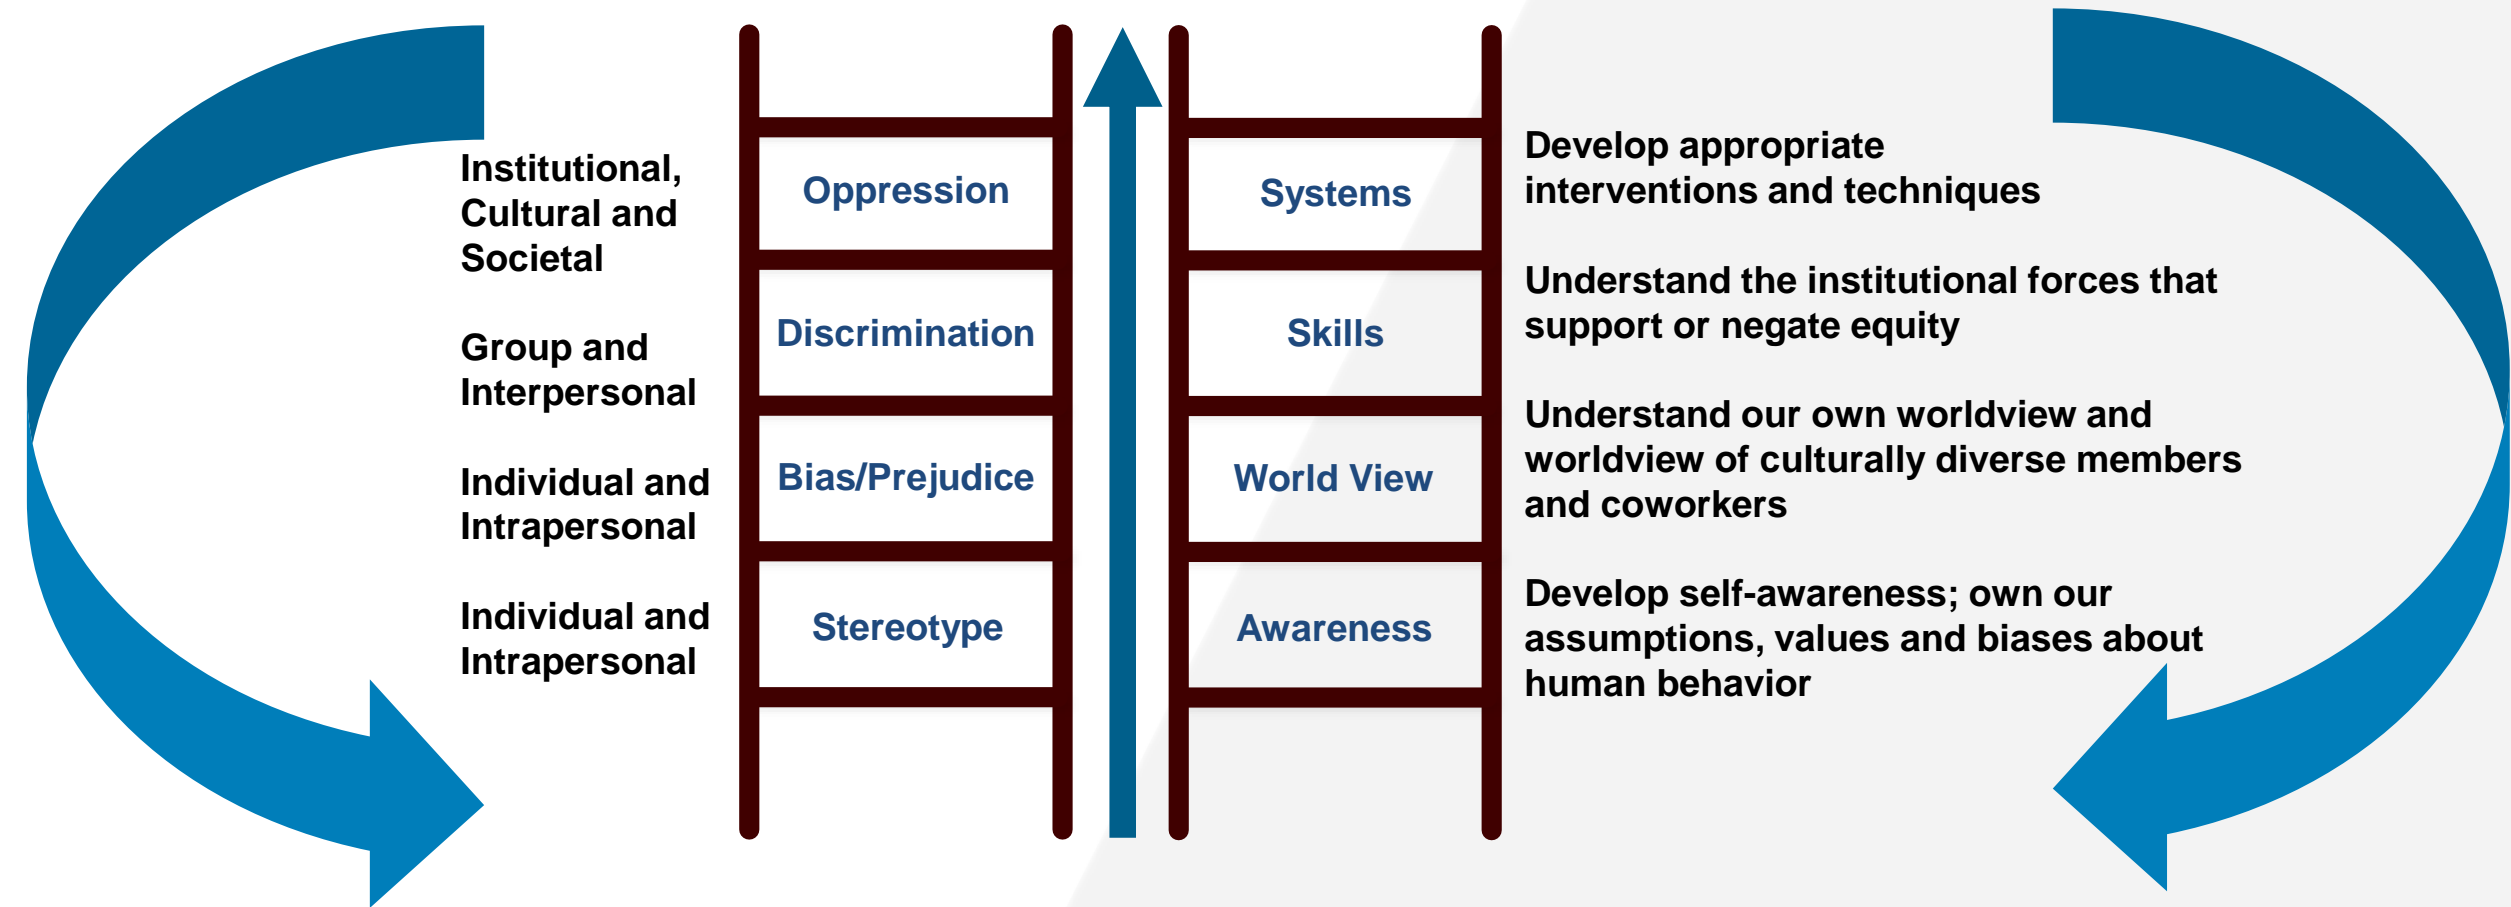 Institutional,
Cultural and
Societal
Group and
Interpersonal
Individual and
Intrapersonal
Individual and
Intrapersonal
Oppression
Discrimination
Bias/Prejudice
Stereotype
Systems
Skills
World View
Awareness
Develop appropriate
interventions and techniques
Understand the institutional forces that
support or negate equity
Understand our own worldview and
worldview of culturally diverse members
and coworkers
Develop self-awareness; own our
assumptions, values and biases about
human behavior